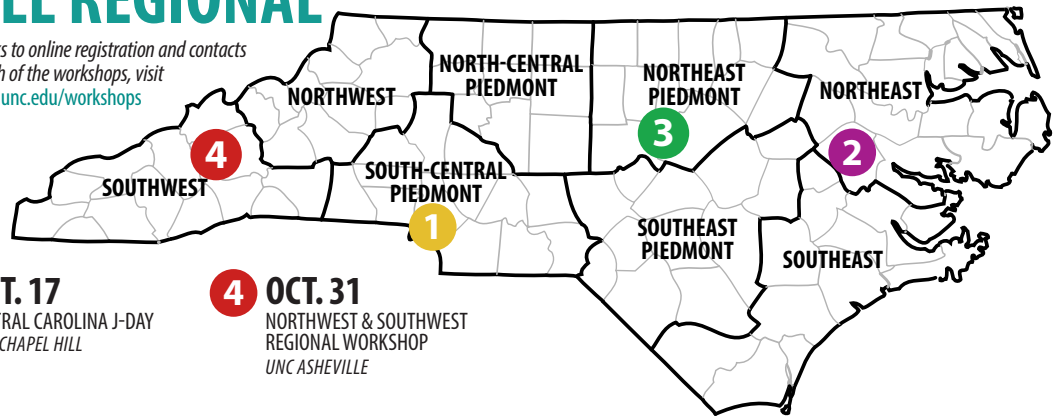 LL REGIONAL
to online registration and contacts
of the workshops, visit
unc.edu/workshops
NORTHWEST
NORTH-CENTRAL
PIEDMONT
NORTHEAST
PIEDMONT
NORTHEAST
3
2
4
SOUTHWEST
SOUTH-CENTRAL
PIEDMONT
1
SOUTHEAST
PIEDMONT
SOUTHEAST
T. 17
TRAL CAROLINA J-DAY
CHAPEL HILL
4 OCT. 31
NORTHWEST & SOUTHWEST
REGIONAL WORKSHOP
UNC ASHEVILLE